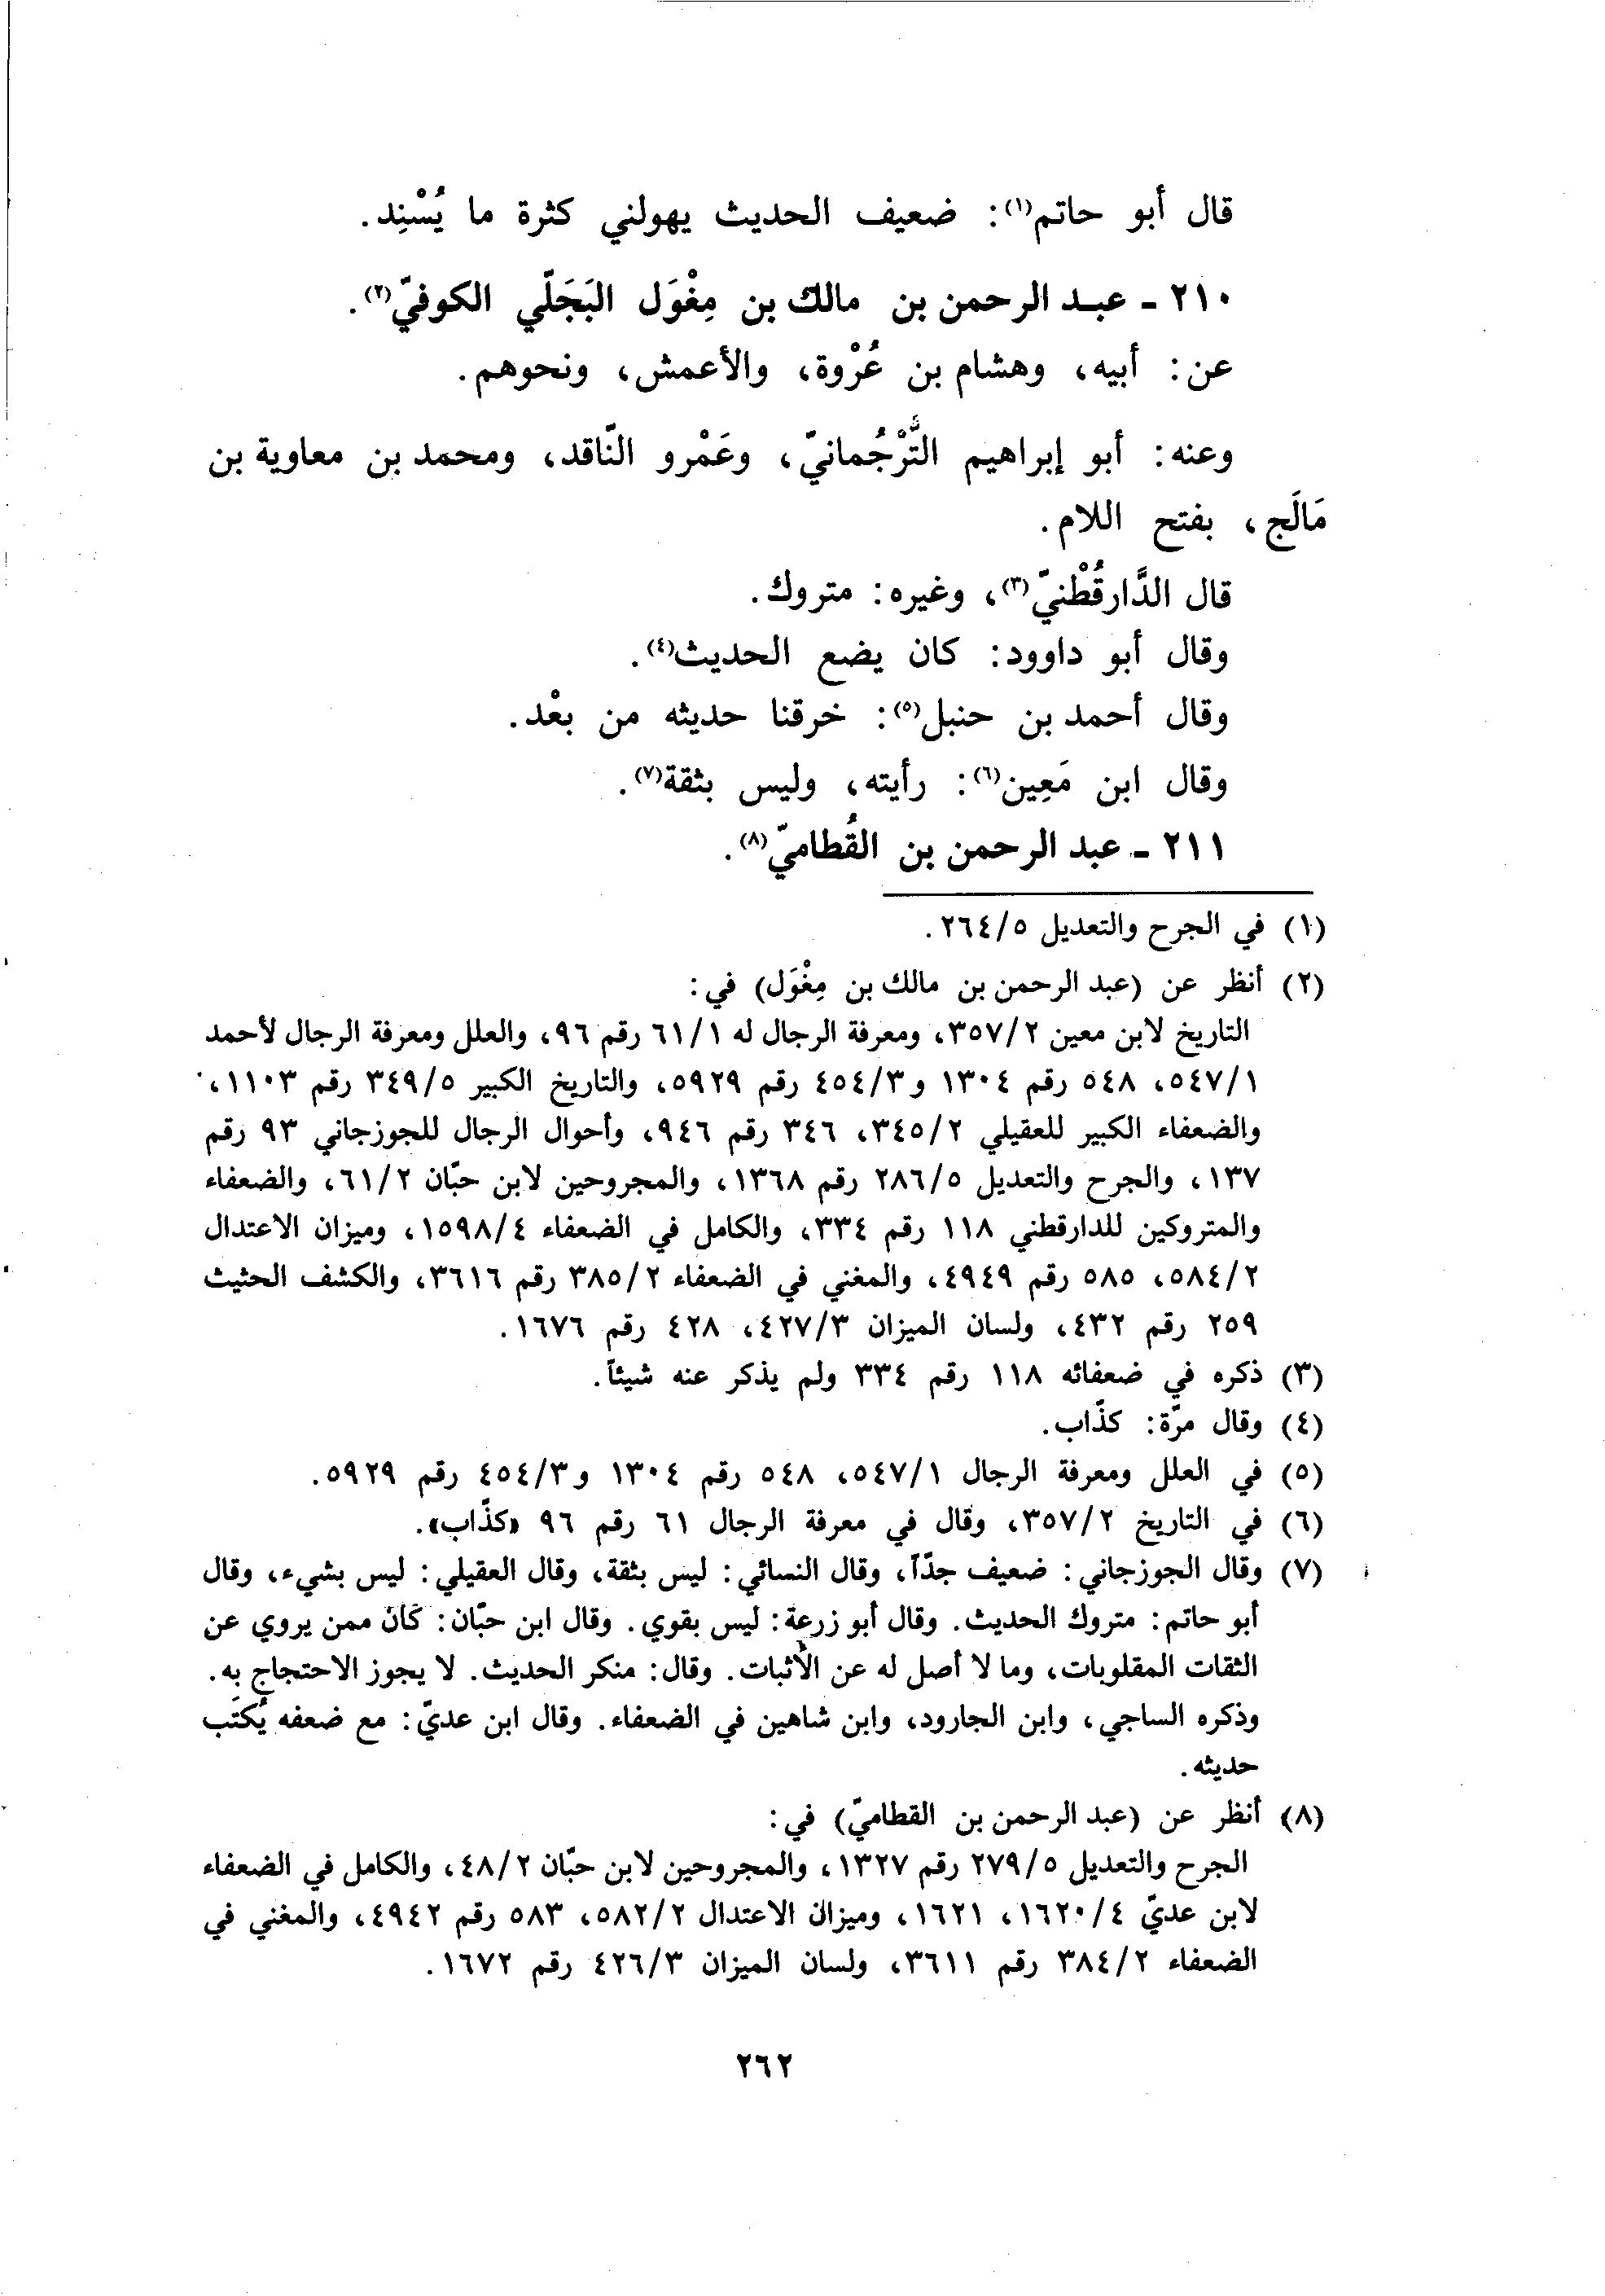 قال أبو حاتم(١): ضعيف الحديث يهولني كثرة ما يُسْنِد.
٢١٠ ـ عبـد الرحمن بن مالك بن مِغْوَل البَجَلّي الكوفيّ(٢).
عن: أبيه، وهشام بن عُرْوة، والأعمش، ونحوهم.
وعنه: أبو إبراهيم التُّرْجُمانيّ، وعَمْرو النّاقد، ومحمد بن معاوية بن
مَالَج، بفتح اللام.
قال الدَّارقُطْنيّ(٣)، وغيره: متروك.
وقال أبو داوود: كان يضع الحديث(٤).
وقال أحمد بن حنبل(٥): خرقنا حديثه من بعْد.
وقال ابن مَعِين(٦): رأيته، وليس بثقة(٧).
٢١١ ـ عبد الرحمن بن القُطاميّ(٨).
(١) في الجرح والتعديل ٢٦٤/٥.
(٢) أنظر عن (عبد الرحمن بن مالك بن مِغْوَل) في:
التاريخ لابن معين ٣٥٧/٢، ومعرفة الرجال له ٦١/١ رقم ٩٦، والعلل ومعرفة الرجال لأحمد
٥٤٧/١، ٥٤٨ رقم ١٣٠٤ و٤٥٤/٣ رقم ٥٩٢٩، والتاريخ الكبير ٣٤٩/٥ رقم ١١٠٣،
والضعفاء الكبير للعقيلي ٣٤٥/٢، ٣٤٦ رقم ٩٤٦، وأحوال الرجال للجوزجاني ٩٣ رقم
١٣٧، والجرح والتعديل ٢٨٦/٥ رقم ١٣٦٨، والمجروحين لابن حبّان ٦١/٢، والضعفاء
والمتروكين للدارقطني ١١٨ رقم ٣٣٤، والكامل في الضعفاء ١٥٩٨/٤، وميزان الاعتدال
٥٨٤/٢، ٥٨٥ رقم ٤٩٤٩، والمغني في الضعفاء ٣٨٥/٢ رقم ٣٦١٦، والكشف الحثيث
٢٥٩ رقم ٤٣٢، ولسان الميزان ٤٢٧/٣، ٤٢٨ رقم ١٦٧٦.
(٣) ذكره في ضعفائه ١١٨ رقم ٣٣٤ ولم يذكر عنه شيئاً.
(٤) وقال مرّة: كذّاب.
(٥) في العلل ومعرفة الرجال ٥٤٧/١، ٥٤٨ رقم ١٣٠٤ و٤٥٤/٣ رقم ٥٩٢٩.
(٦) في التاريخ ٣٥٧/٢، وقال في معرفة الرجال ٦١ رقم ٩٦ «كذّاب».
(٧) وقال الجوزجاني: ضعيف جدّاً، وقال النسائي: ليس بثقة، وقال العقيلي: ليس بشيء، وقال
أبو حاتم: متروك الحديث. وقال أبو زرعة: ليس بقوي. وقال ابن حبّان: كان ممن يروي عن
الثقات المقلوبات، وما لا أصل له عن الأثبات. وقال: منكر الحديث. لا يجوز الاحتجاج به.
وذكره الساجي، وابن الجارود، وابن شاهين في الضعفاء. وقال ابن عديّ: مع ضعفه يُكتَب
حديثه.
(٨) أنظر عن (عبد الرحمن بن القطاميّ) في:
الجرح والتعديل ٢٧٩/٥ رقم ١٣٢٧، والمجروحين لابن حبّان ٤٨/٢، والكامل في الضعفاء
لابن عديّ ١٦٢٠/٤، ١٦٢١، وميزان الاعتدال ٥٨٢/٢، ٥٨٣ رقم ٤٩٤٢، والمغني في
الضعفاء ٣٨٤/٢ رقم ٣٦١١، ولسان الميزان ٤٢٦/٣ رقم ١٦٧٢.
٢٦٢